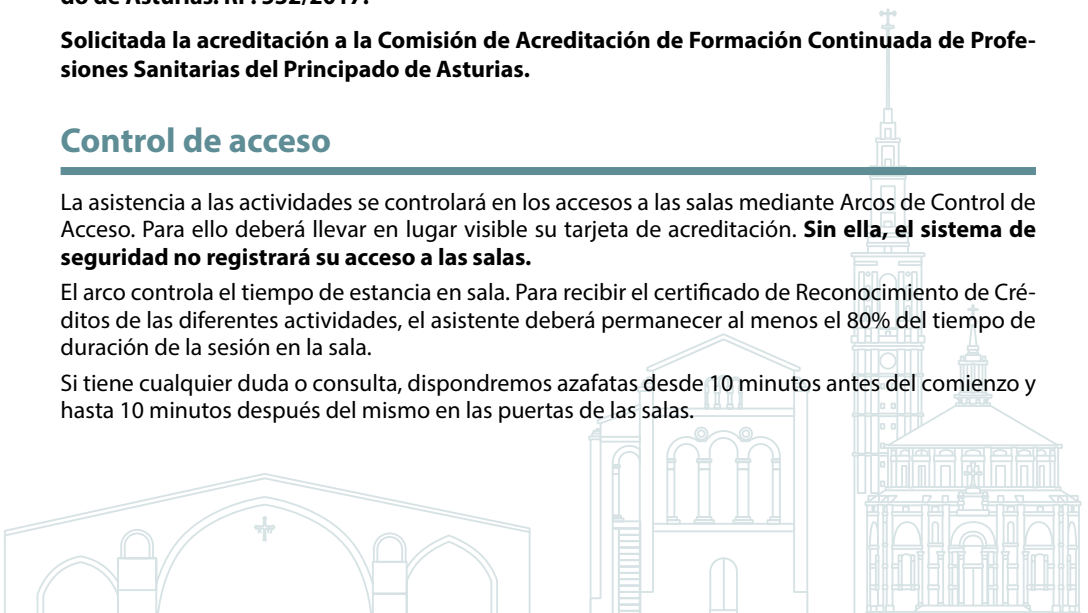 do de Asturias. RP: 332/2017.
Solicitada la acreditación a la Comisión de Acreditación de Formación Continuada de Profe-
siones Sanitarias del Principado de Asturias.
Control de acceso
La asistencia a las actividades se controlará en los accesos a las salas mediante Arcos de Control de
Acceso. Para ello deberá llevar en lugar visible su tarjeta de acreditación. Sin ella, el sistema de
seguridad no registrará su acceso a las salas.
El arco controla el tiempo de estancia en sala. Para recibir el certificado de Reconocimiento de Cré-
ditos de las diferentes actividades, el asistente deberá permanecer al menos el 80% del tiempo de
duración de la sesión en la sala.
Si tiene cualquier duda o consulta, dispondremos azafatas desde 10 minutos antes del comienzo y
hasta 10 minutos después del mismo en las puertas de las salas.